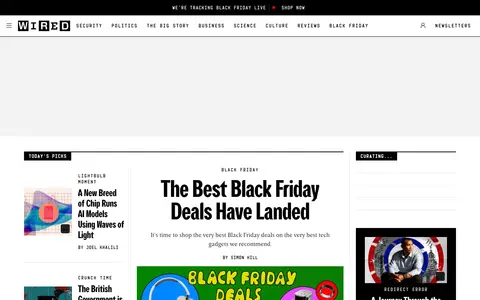 WE'RE TRACKING BLACK FRIDAY LIVE SHOP NOW
WIRED SECURITY POLITICS THE BIG STORY BUSINESS SCIENCE CULTURE REVIEWS BLACK FRIDAY NEWSLETTERS
TODAY'S PICKS
LIGHTBULB
MOMENT
A New Breed
of Chip Runs
AI Models
Using Waves of
Light
BY JOEL KHALILI
CRUNCH TIME
The British
Government is
BLACK FRIDAY
The Best Black Friday
Deals Have Landed
It's time to shop the very best Black Friday deals on the very best tech
gadgets we recommend.
BY SIMON HILL
BLACK FRIDAY
DEALS
CURATING...
REDIRECT ERROR
A Journey Through the